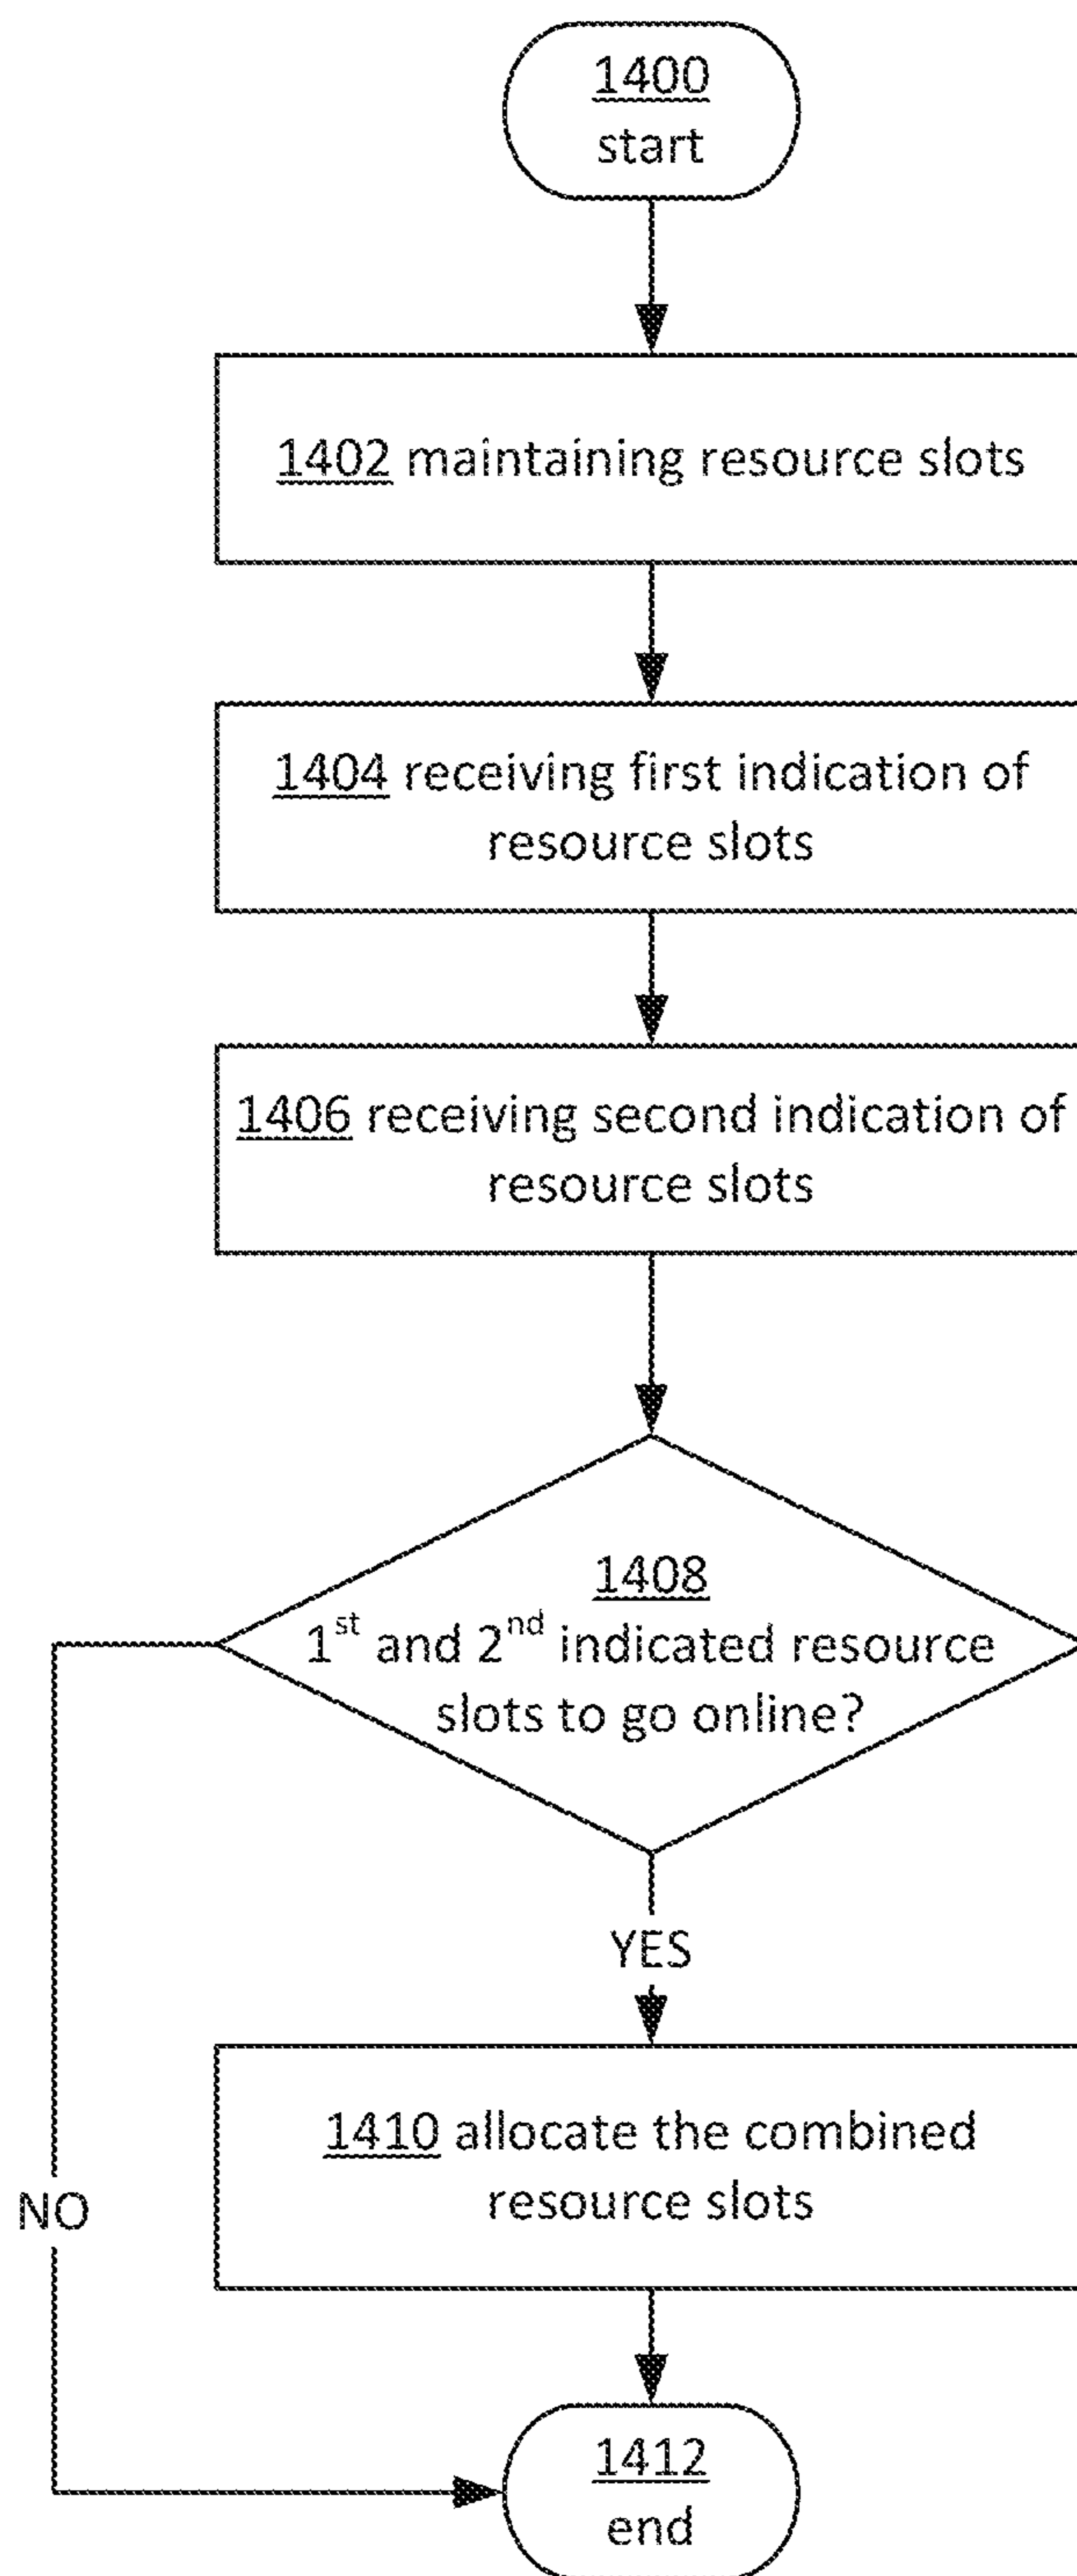 1400
start
1402 maintaining resource slots
1404 receiving first indication of
resource slots
1406 receiving second indication of
resource slots
1408
1st and 2nd indicated resource
slots to go online?
YES
1410 allocate the combined
resource slots
NO
1412
end